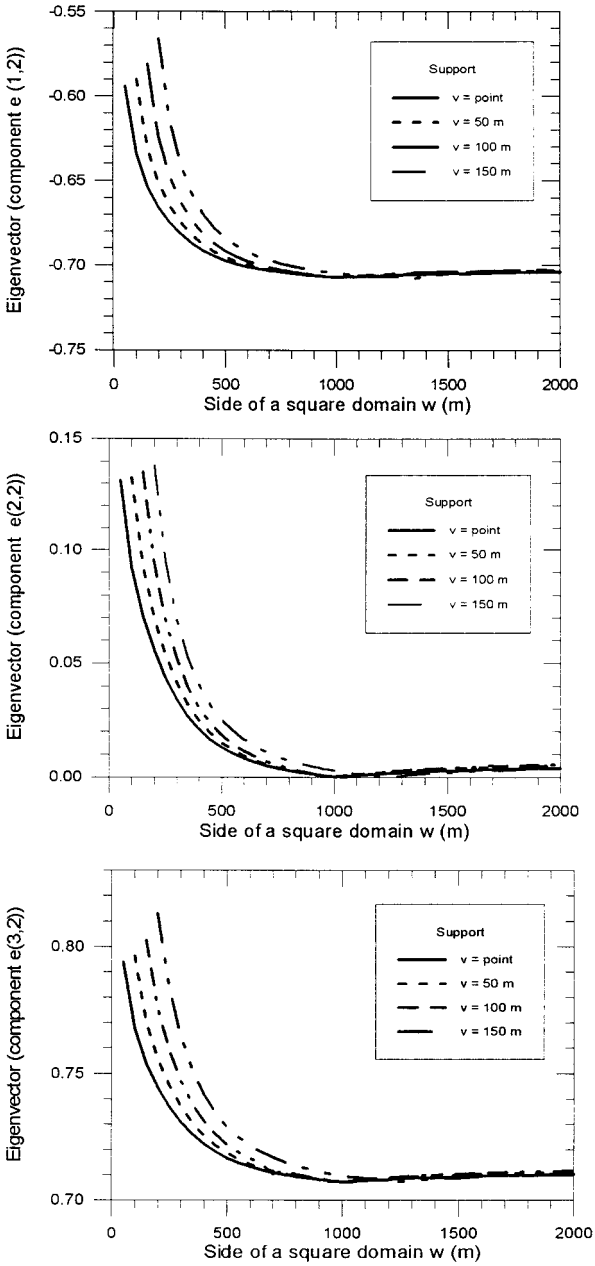 Eigenvector (component e (1,2))
-0.55
-0.60
-0.65
-0.70
-0.75
Support
v = point
v = 50 m
v = 100 m
v = 150 m
0 500 1000 1500 2000
Side of a square domain w (m)
Eigenvector (component e(2,2))
0.15
0.10
0.05
0.00
Support
v = point
v = 50 m
v = 100 m
v = 150 m
0 500 1000 1500 2000
Side of a square domain w (m)
Eigenvector (component e(3,2))
0.80
0.75
0.70
Support
v = point
v = 50 m
v = 100 m
v = 150 m
0 500 1000 1500 2000
Side of a square domain w (m)